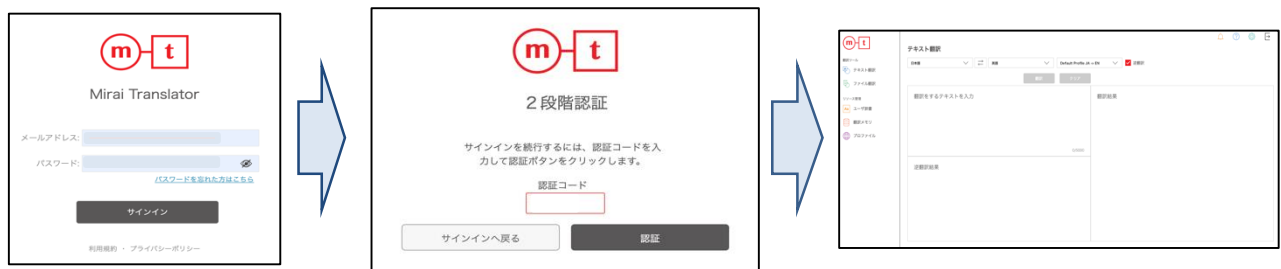 m t
Mirai Translator
メールアドレス:
パスワード:
パスワードを忘れた方はこちら
サインイン
利用規約 ・ プライバシーポリシー
m t
2段階認証
サインインを続行するには、認証コードを入
力して認証ボタンをクリックします。
認証コード
サインインへ戻る
認証
m t
テキスト翻訳
日本語
英語
Default Profile JA → EN
逆翻訳
テキスト翻訳
ファイル翻訳
ユーザ辞書
翻訳メモリ
プロファイル
翻訳をするテキストを入力
翻訳結果
逆翻訳結果